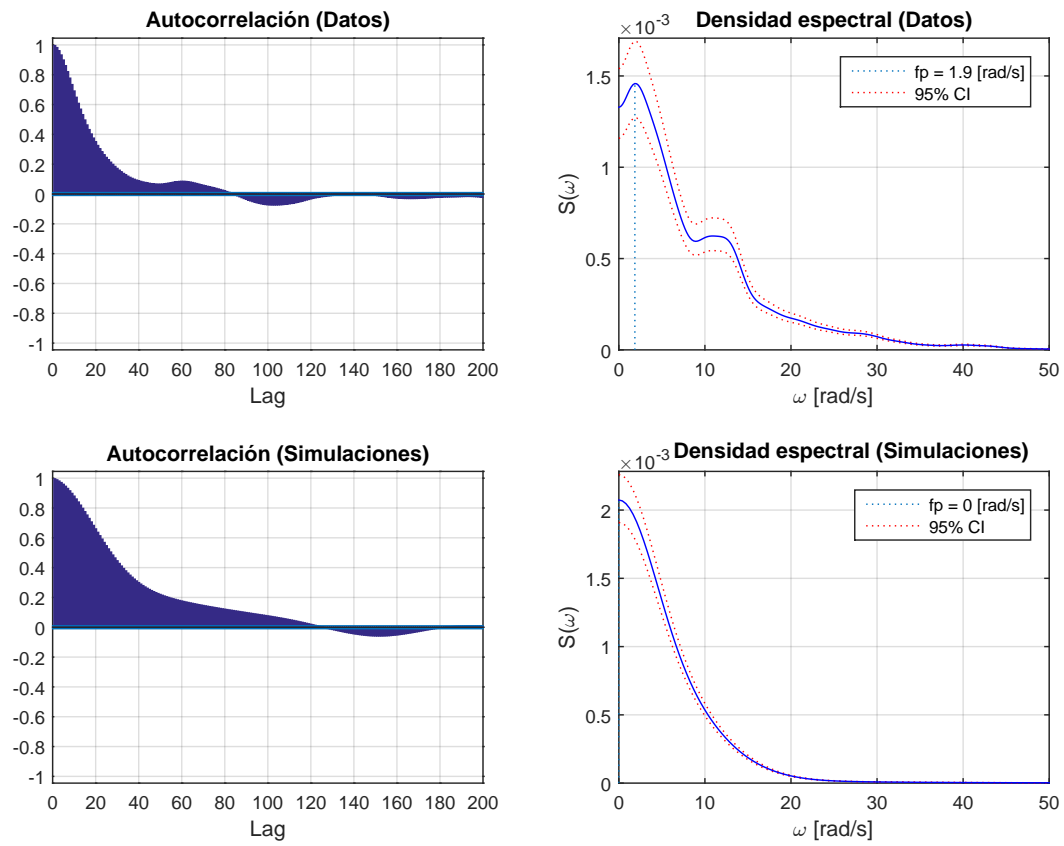 Autocorrelación (Datos)
1
0.8
0.6
0.4
0.2
0
-0.2
-0.4
-0.6
-0.8
-1
0 20 40 60 80 100 120 140 160 180 200
Lag
Densidad espectral (Datos)
×10-3
S(ω)
1.5
1
0.5
0
0 10 20 30 40 50
ω [rad/s]
fp = 1.9 [rad/s]
95% CI
Autocorrelación (Simulaciones)
1
0.8
0.6
0.4
0.2
0
-0.2
-0.4
-0.6
-0.8
-1
0 20 40 60 80 100 120 140 160 180 200
Lag
Densidad espectral (Simulaciones)
×10-3
S(ω)
2
1.5
1
0.5
0
0 10 20 30 40 50
ω [rad/s]
fp = 0 [rad/s]
95% CI